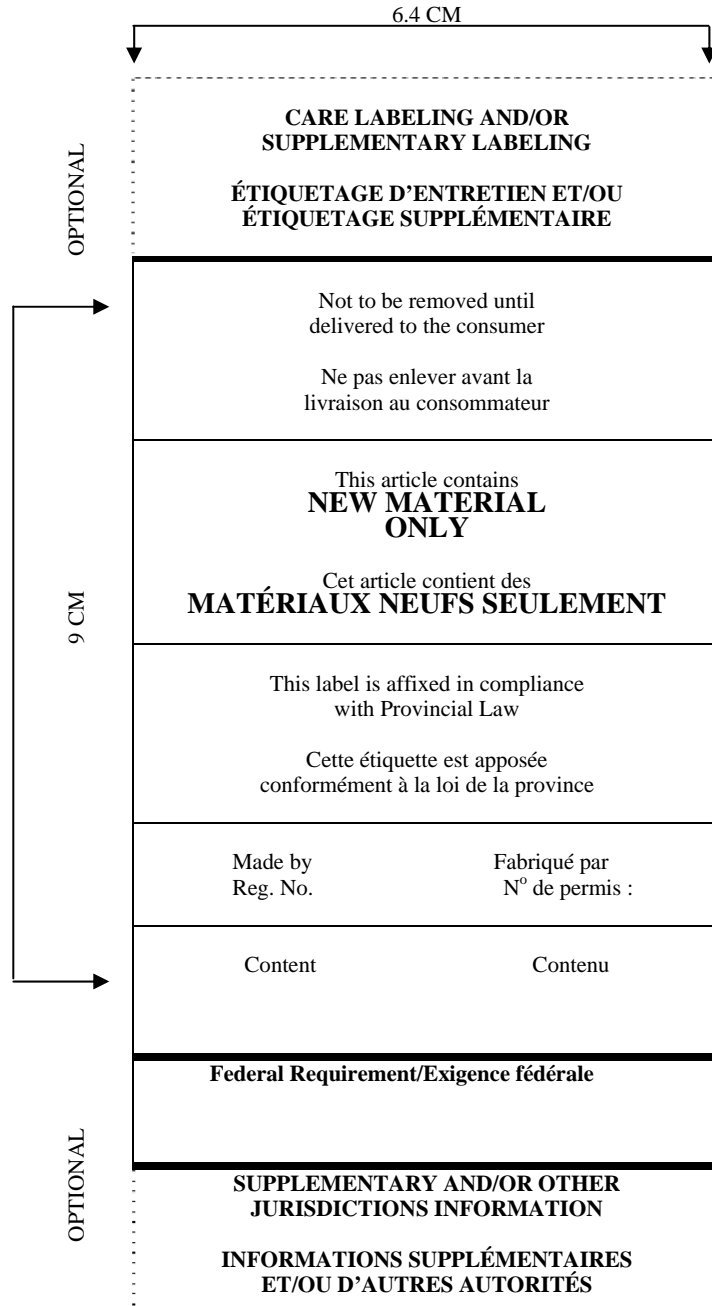 6.4 CM
OPTIONAL
CARE LABELING AND/OR
SUPPLEMENTARY LABELING
ÉTIQUETAGE D'ENTRETIEN ET/OU
ÉTIQUETAGE SUPPLÉMENTAIRE
9 CM
Not to be removed until
delivered to the consumer
Ne pas enlever avant la
livraison au consommateur
This article contains
NEW MATERIAL
ONLY
Cet article contient des
MATÉRIAUX NEUFS SEULEMENT
This label is affixed in compliance
with Provincial Law
Cette étiquette est apposée
conformément à la loi de la province
Made by Fabriqué par
Reg. No. Nº de permis :
Content Contenu
Federal Requirement/Exigence fédérale
OPTIONAL
SUPPLEMENTARY AND/OR OTHER
JURISDICTIONS INFORMATION
INFORMATIONS SUPPLÉMENTAIRES
ET/OU D'AUTRES AUTORITÉS